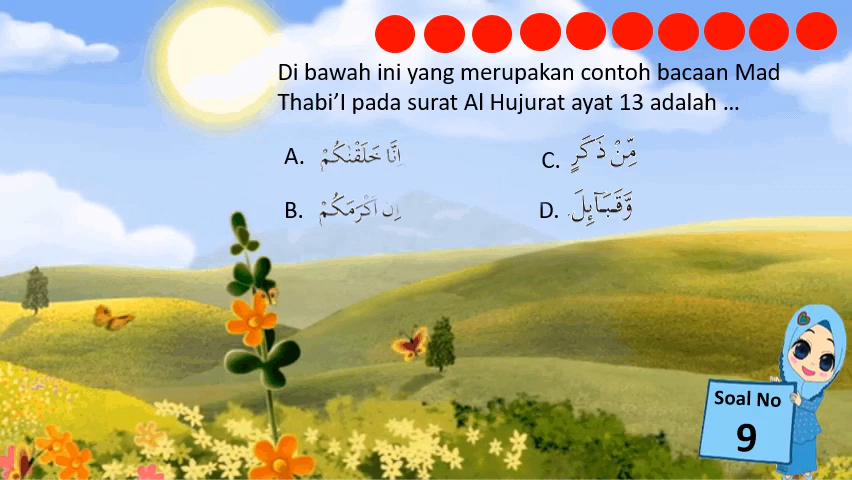 Di bawah ini yang merupakan contoh bacaan Mad
Thabi’I pada surat Al Hujurat ayat 13 adalah …
A. اِنَّا خَلَقْنٰكُمْ
C. مِّنْ ذَكَرٍ
B. اِنَّ اَكْرَمَكُمْ
D. وَّقَبَاۤىِٕلَ
Soal No
9